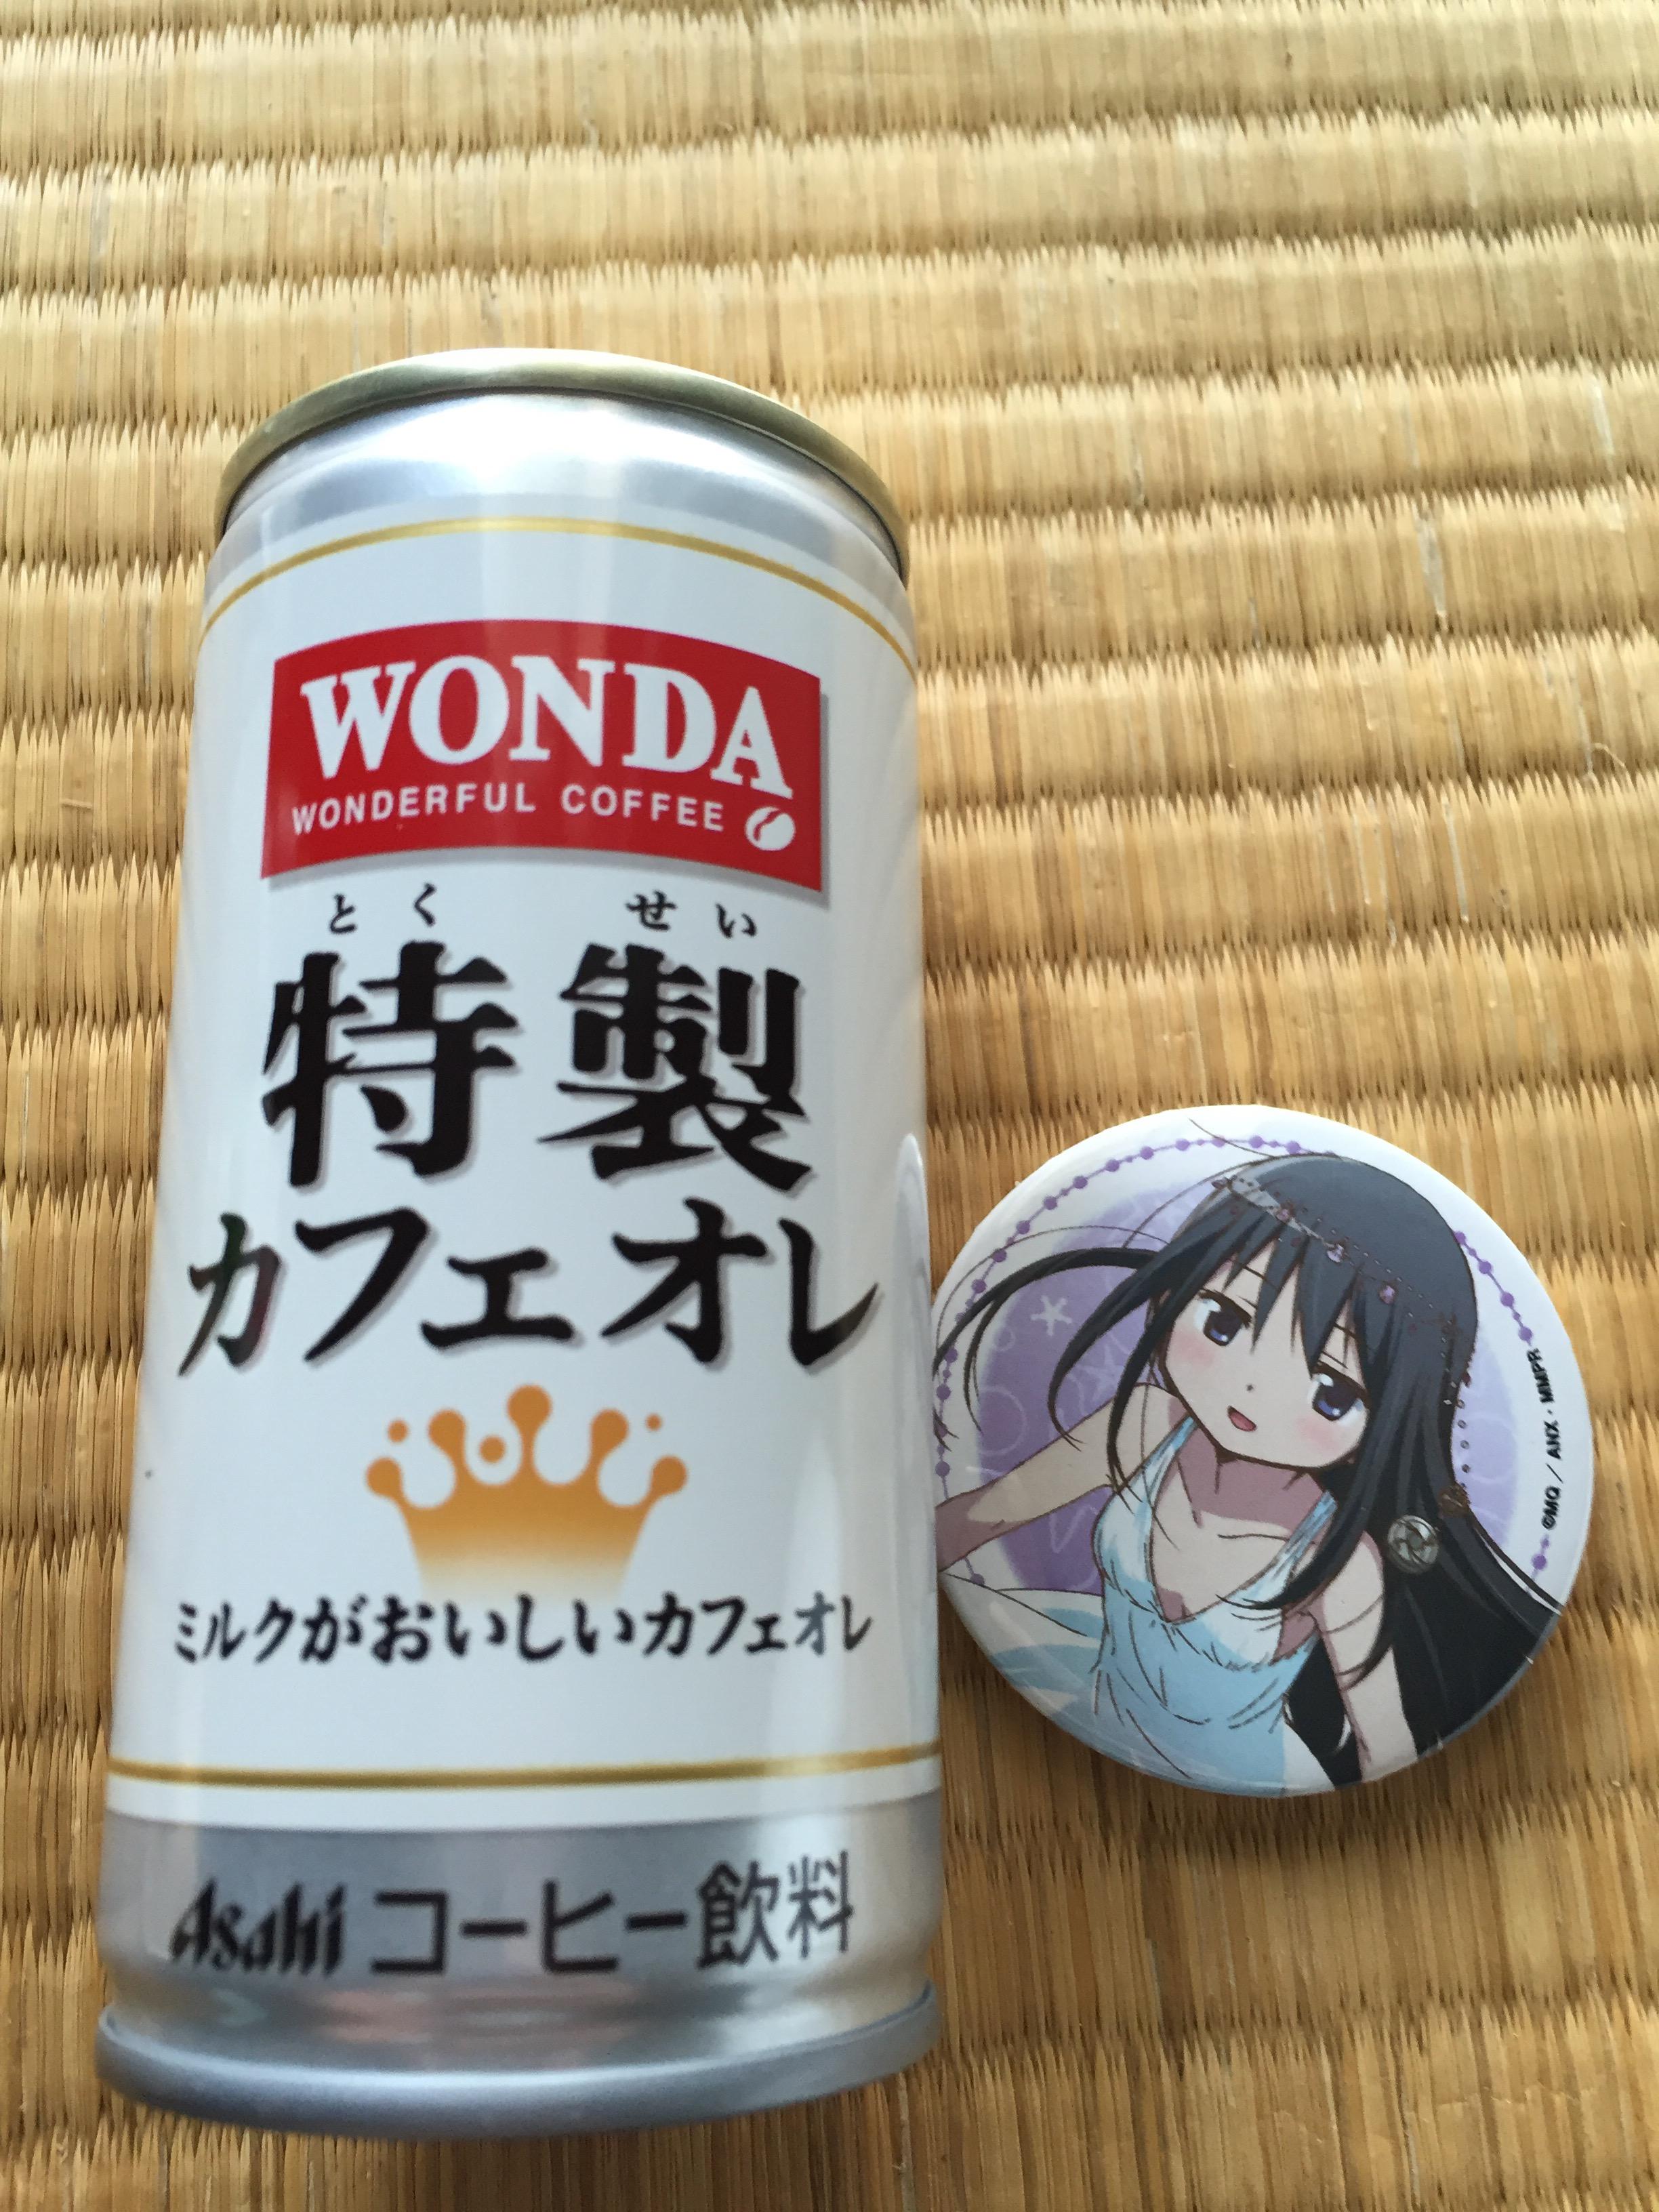 WONDA
WONDERFUL COFFEE
とくせい
特製
カフェオレ
ミルクがおいしいカフェオレ
Asahi コーヒー飲料
©MQ／ANX・MMPR